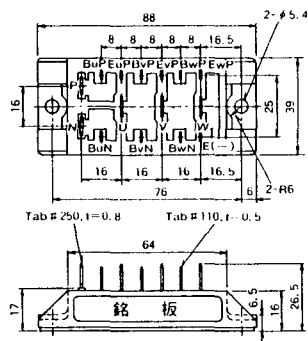 88
8 8 8 8 8 16.5
2-φ5.4
BuP EuP BvP EvP BwP EwP
P
16
25
39
N
U V W
BuN BvN BwN E(−)
16 16 16 16.5
2-R6
76 6
Tab#250,t=0.8 Tab#110,t=0.5
64
17
銘板
6.5
16
26.5